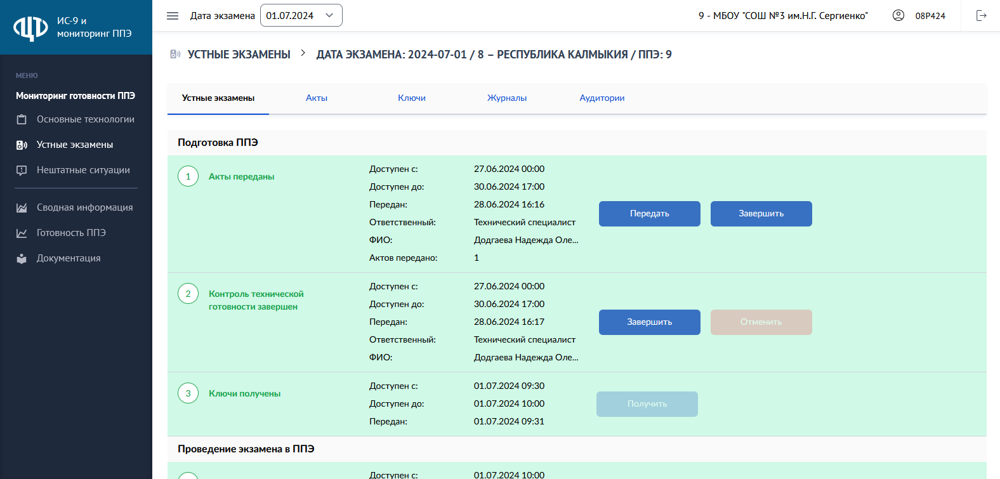 ИС-9 и
мониторинг ППЭ
Дата экзамена 01.07.2024
9 - МБОУ "СОШ №3 им.Н.Г. Сергиенко"
08P424
МЕНЮ
Мониторинг готовности ППЭ
Основные технологии
Устные экзамены
Нештатные ситуации
Сводная информация
Готовность ППЭ
Документация
УСТНЫЕ ЭКЗАМЕНЫ > ДАТА ЭКЗАМЕНА: 2024-07-01 / 8 – РЕСПУБЛИКА КАЛМЫКИЯ / ППЭ: 9
Устные экзамены Акты Ключи Журналы Аудитории
Подготовка ППЭ
1 Акты переданы
Доступен с: 27.06.2024 00:00
Доступен до: 30.06.2024 17:00
Передан: 28.06.2024 16:16
Ответственный: Технический специалист
ФИО: Додгаева Надежда Оле...
Актов передано: 1
Передать Завершить
2 Контроль технической
готовности завершен
Доступен с: 27.06.2024 00:00
Доступен до: 30.06.2024 17:00
Передан: 28.06.2024 16:17
Ответственный: Технический специалист
ФИО: Додгаева Надежда Оле...
Завершить Отменить
3 Ключи получены
Доступен с: 01.07.2024 09:30
Доступен до: 01.07.2024 10:00
Передан: 01.07.2024 09:31
Получить
Проведение экзамена в ППЭ
Доступен с: 01.07.2024 10:00